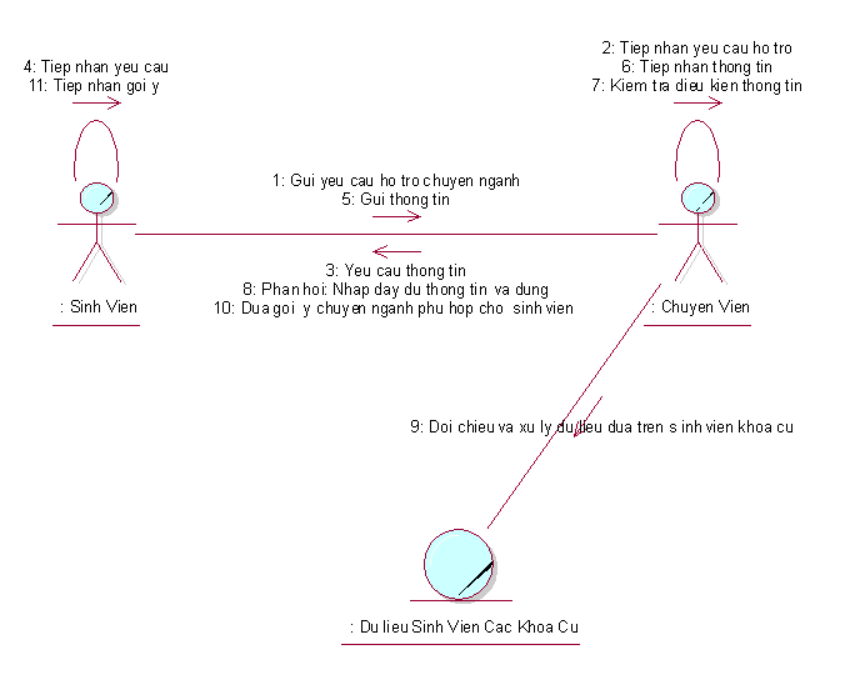 2: Tiep nhan yeu cau ho tro
6: Tiep nhan thong tin
7: Kiem tra dieu kien thong tin
4: Tiep nhan yeu cau
11: Tiep nhan goi y
1: Gui yeu cau ho tro chuyen nganh
5: Gui thong tin
3: Yeu cau thong tin
8: Phan hoi: Nhap day du thong tin va dung
10: Dua goi y chuyen nganh phu hop cho sinh vien
: Sinh Vien
: Chuyen Vien
9: Doi chieu va xu ly du lieu dua tren sinh vien khoa cu
: Du lieu Sinh Vien Cac Khoa Cu